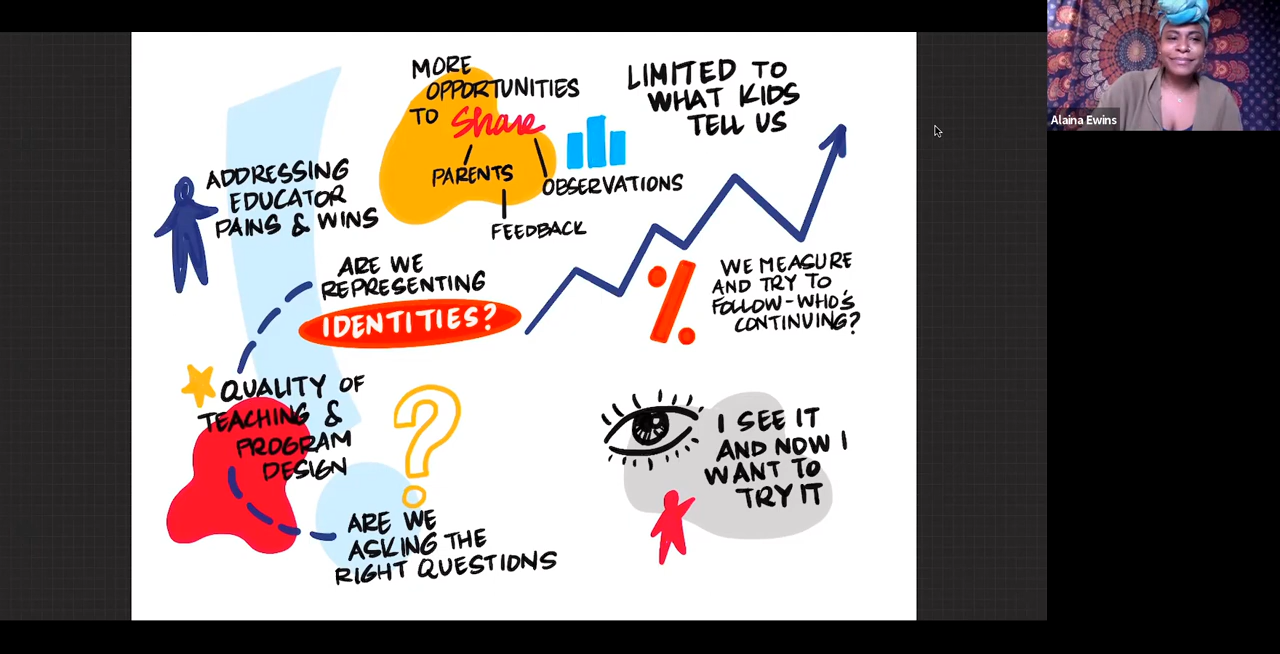 MORE
OPPORTUNITIES
TO Share
PARENTS
OBSERVATIONS
FEEDBACK
LIMITED TO
WHAT KIDS
TELL US
Alaina Ewins
ADDRESSING
EDUCATOR
PAINS & WINS
ARE WE
REPRESENTING
IDENTITIES?
WE MEASURE
AND TRY TO
FOLLOW-WHO'S
CONTINUING?
QUALITY OF
TEACHING &
PROGRAM
DESIGN
ARE WE
ASKING THE
RIGHT QUESTIONS
?
I SEE IT
AND NOW I
WANT TO
TRY IT
%